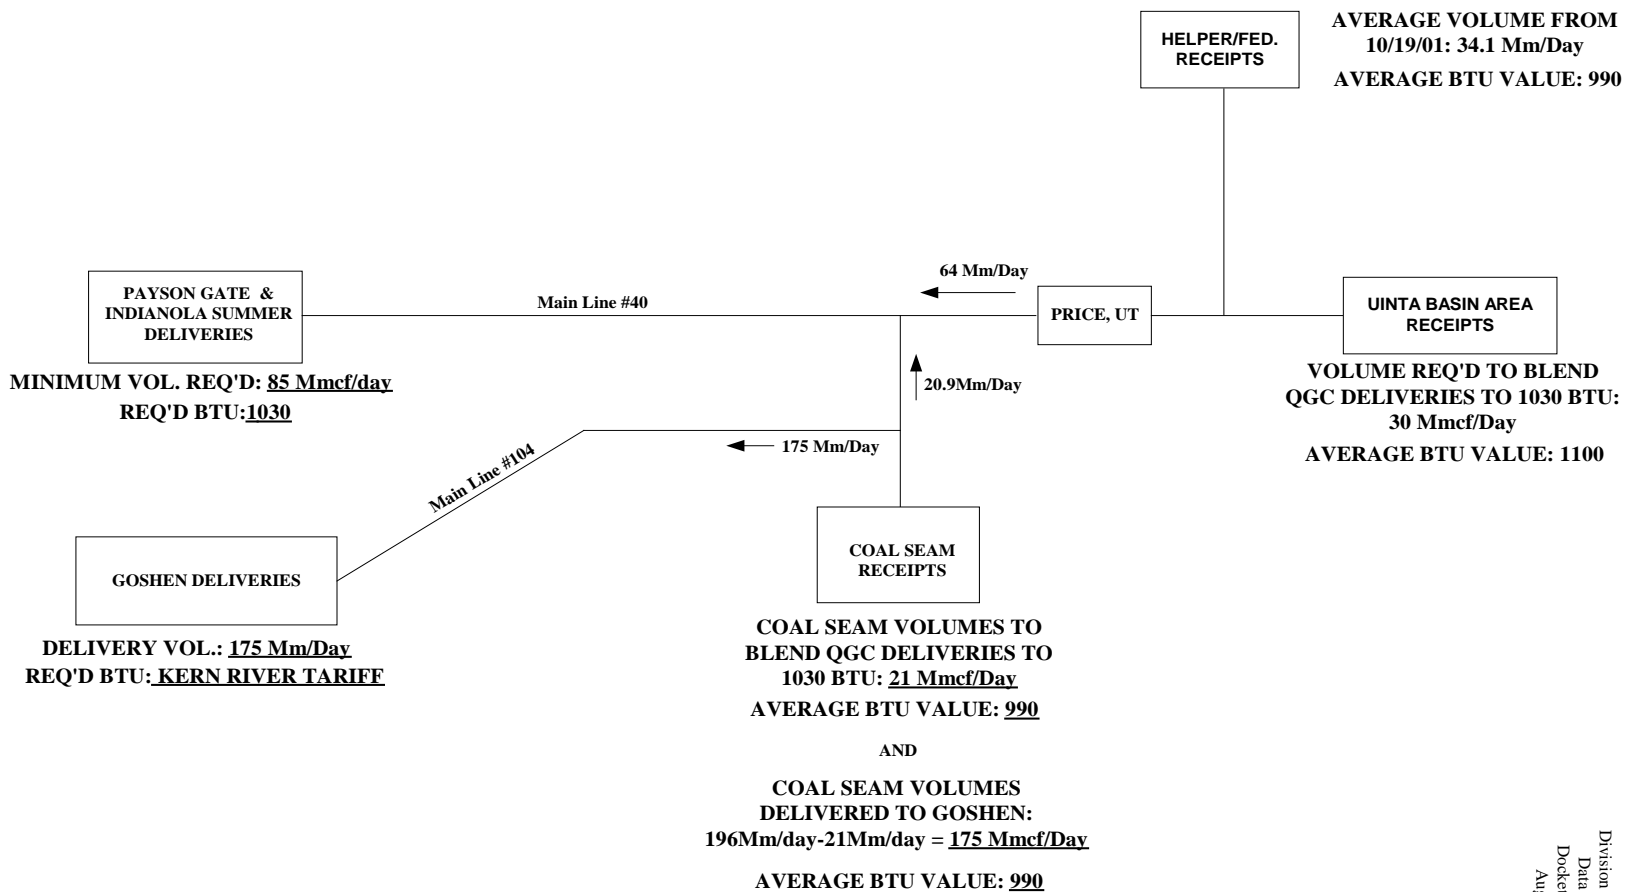 HELPER/FED.
RECEIPTS
AVERAGE VOLUME FROM
10/19/01: 34.1 Mm/Day
AVERAGE BTU VALUE: 990
64 Mm/Day
PAYSON GATE &
INDIANOLA SUMMER
DELIVERIES
Main Line #40
PRICE, UT
UINTA BASIN AREA
RECEIPTS
MINIMUM VOL. REQ'D: 85 Mmcf/day
REQ'D BTU:1030
20.9Mm/Day
VOLUME REQ'D TO BLEND
QGC DELIVERIES TO 1030 BTU:
30 Mmcf/Day
AVERAGE BTU VALUE: 1100
175 Mm/Day
Main Line #104
GOSHEN DELIVERIES
COAL SEAM
RECEIPTS
DELIVERY VOL.: 175 Mm/Day
REQ'D BTU: KERN RIVER TARIFF
COAL SEAM VOLUMES TO
BLEND QGC DELIVERIES TO
1030 BTU: 21 Mmcf/Day
AVERAGE BTU VALUE: 990
AND
COAL SEAM VOLUMES
DELIVERED TO GOSHEN:
196Mm/day-21Mm/day = 175 Mmcf/Day
AVERAGE BTU VALUE: 990
Division
Data
Docket